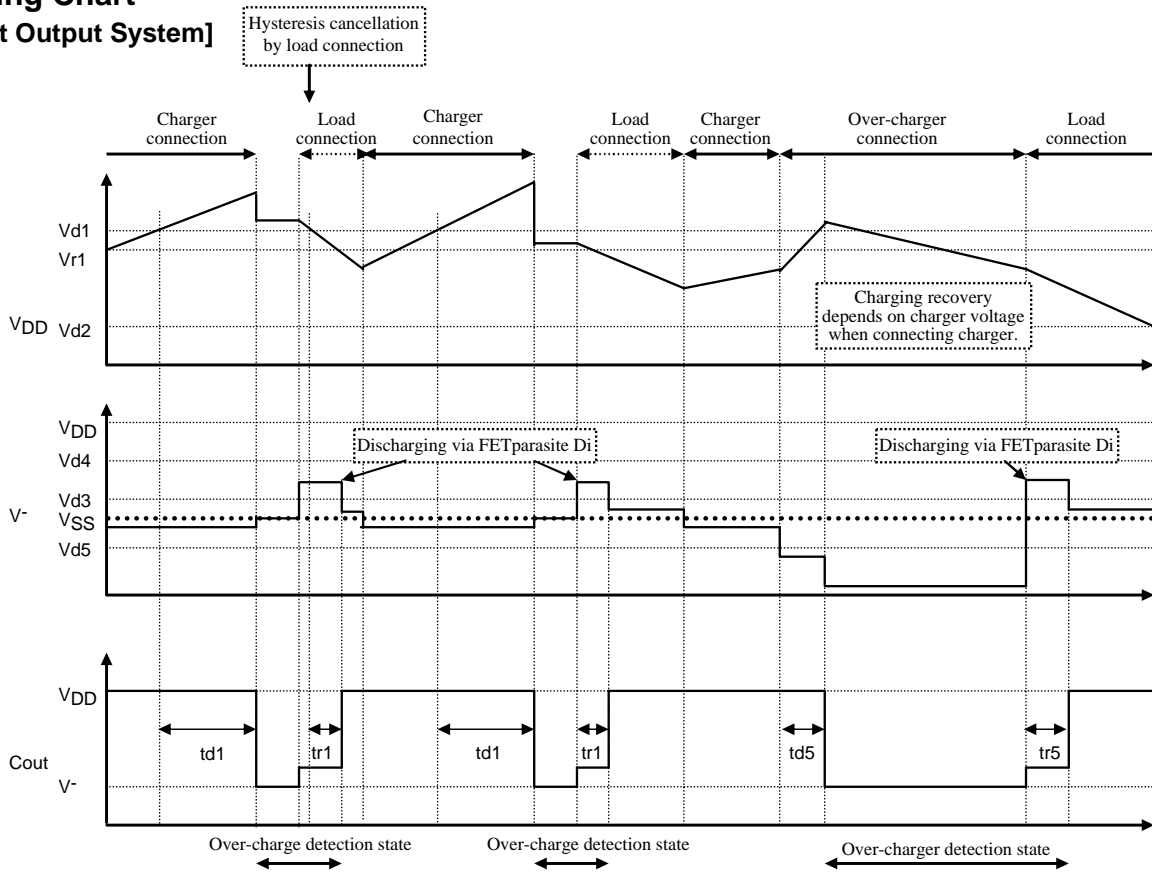 ng Chart
t Output System]
Hysteresis cancellation
by load connection
Charger
connection
Load
connection
Charger
connection
Load
connection
Charger
connection
Over-charger
connection
Load
connection
Vd1
Vr1
VDD
Vd2
Charging recovery
depends on charger voltage
when connecting charger.
VDD
Vd4
Vd3
V-
VSS
Vd5
Discharging via FETparasite Di
Discharging via FETparasite Di
VDD
Cout
V-
td1
tr1
td1
tr1
td5
tr5
Over-charge detection state
Over-charge detection state
Over-charger detection state